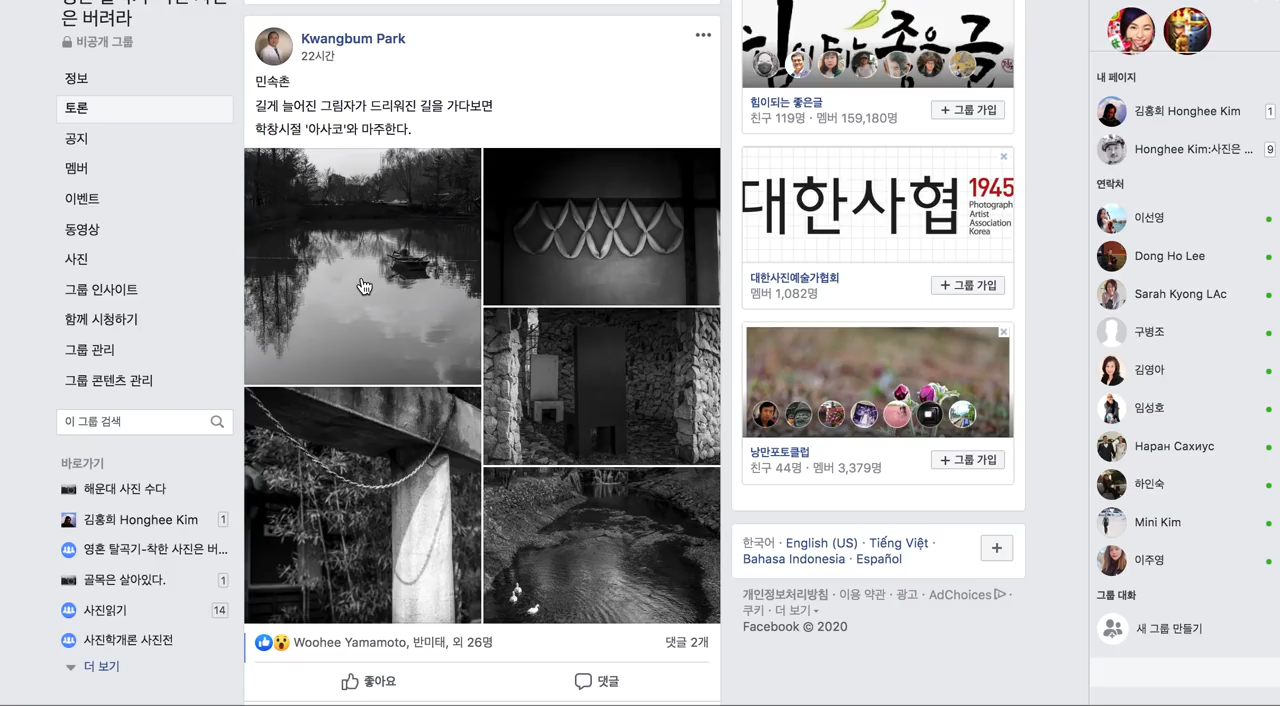 은 버려라
비공개 그룹
정보
토론
공지
멤버
이벤트
동영상
사진
그룹 인사이트
함께 시청하기
그룹 관리
그룹 콘텐츠 관리
이 그룹 검색
바로가기
해운대 사진 수다
김홍희 Honghee Kim 1
영혼 탈곡기-착한 사진은 버...
골목은 살아있다. 1
사진읽기 14
사진학개론 사진전
더 보기
Kwangbum Park
22시간
민속촌
길게 늘어진 그림자가 드리워진 길을 가다보면
학창시절 '아사코'와 마주한다.
Woohee Yamamoto, 반미태, 외 26명
댓글 2개
좋아요
댓글
힘이되는 좋은글
힘이되는 좋은글
친구 119명 · 멤버 159,180명
+ 그룹 가입
대한사협 1945
Photograph
Artist
Association
Korea
대한사진예술가협회
멤버 1,082명
+ 그룹 가입
낭만포토클럽
친구 44명 · 멤버 3,379명
+ 그룹 가입
한국어 · English (US) · Tiếng Việt ·
Bahasa Indonesia · Español
개인정보처리방침 · 이용 약관 · 광고 · AdChoices ·
쿠키 · 더 보기
Facebook © 2020
내 페이지
김홍희 Honghee Kim 1
Honghee Kim:사진은 ... 9
연락처
이선영
Dong Ho Lee
Sarah Kyong LAc
구병조
김영아
임성호
Наран Сахиус
하인숙
Mini Kim
이주영
그룹 대화
새 그룹 만들기